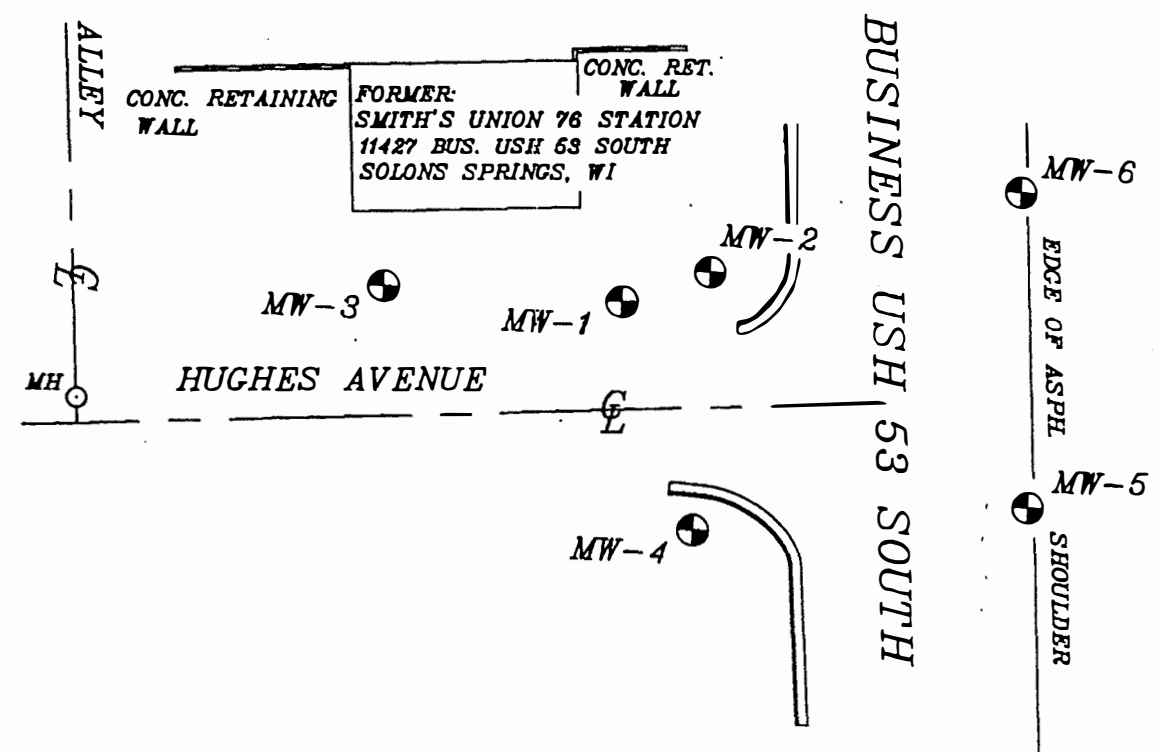 ALLEY
CONC. RETAINING
WALL
FORMER:
SMITH'S UNION 76 STATION
11427 BUS. USH 53 SOUTH
SOLONS SPRINGS, WI
CONC. RET.
WALL
BUSINESS USH 53 SOUTH
MW-6
MW-2
EDGE OF ASPH.
CL
MW-3
MW-1
MH
HUGHES AVENUE
CL
MW-5
MW-4
SHOULDER